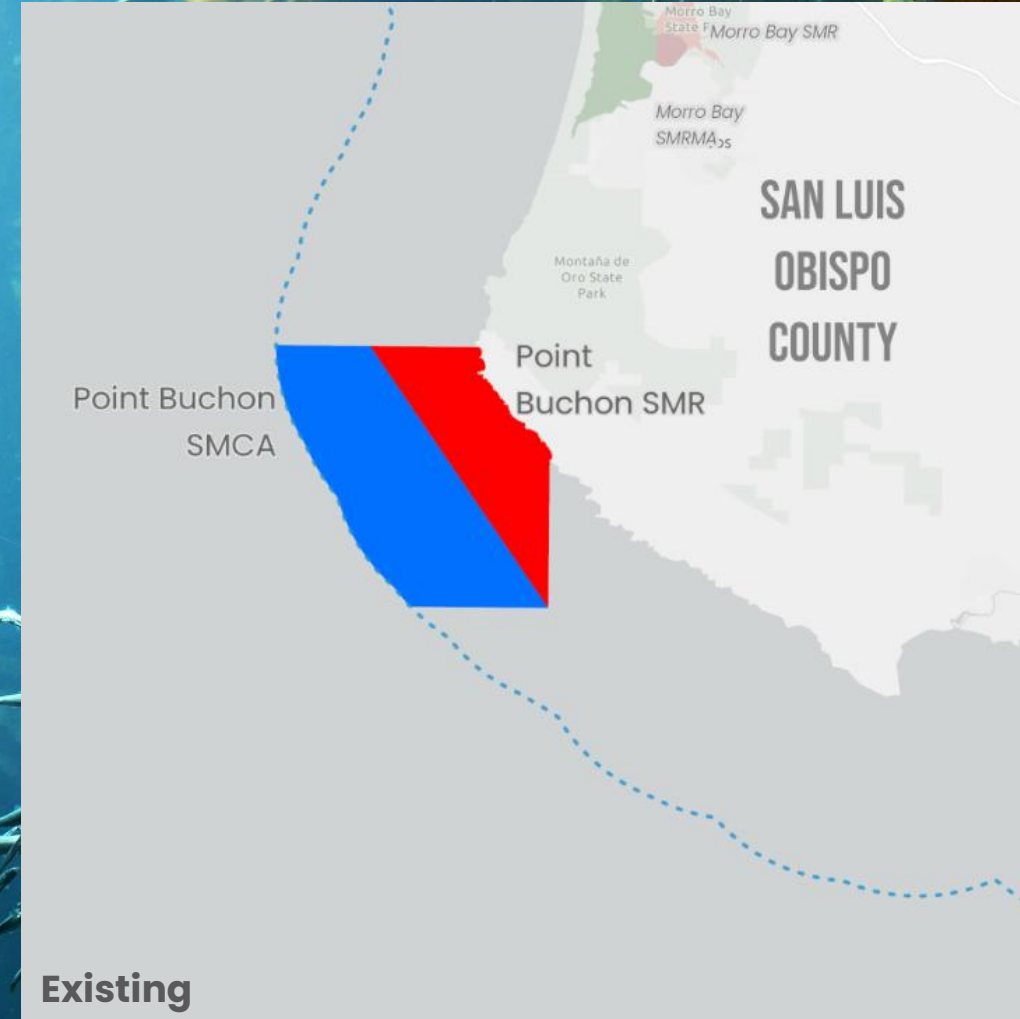 Morro Bay
State P
Morro Bay SMR
Morro Bay
SMRMA
os
SAN LUIS
OBISPO
COUNTY
Montaña de
Oro State
Park
Point
Buchon SMR
Point Buchon
SMCA
Existing